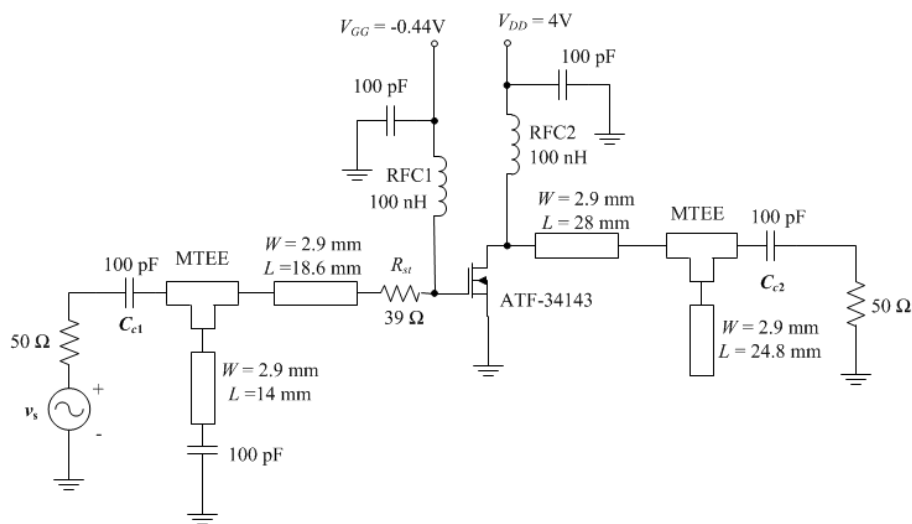 V_GG = -0.44V
V_DD = 4V
100 pF
100 pF
RFC1
100 nH
RFC2
100 nH
W = 2.9 mm
L = 28 mm
MTEE
100 pF
C_c2
50 Ω
W = 2.9 mm
L = 24.8 mm
ATF-34143
100 pF
C_c1
MTEE
W = 2.9 mm
L =18.6 mm
R_st
39 Ω
50 Ω
v_s
+
-
W = 2.9 mm
L =14 mm
100 pF